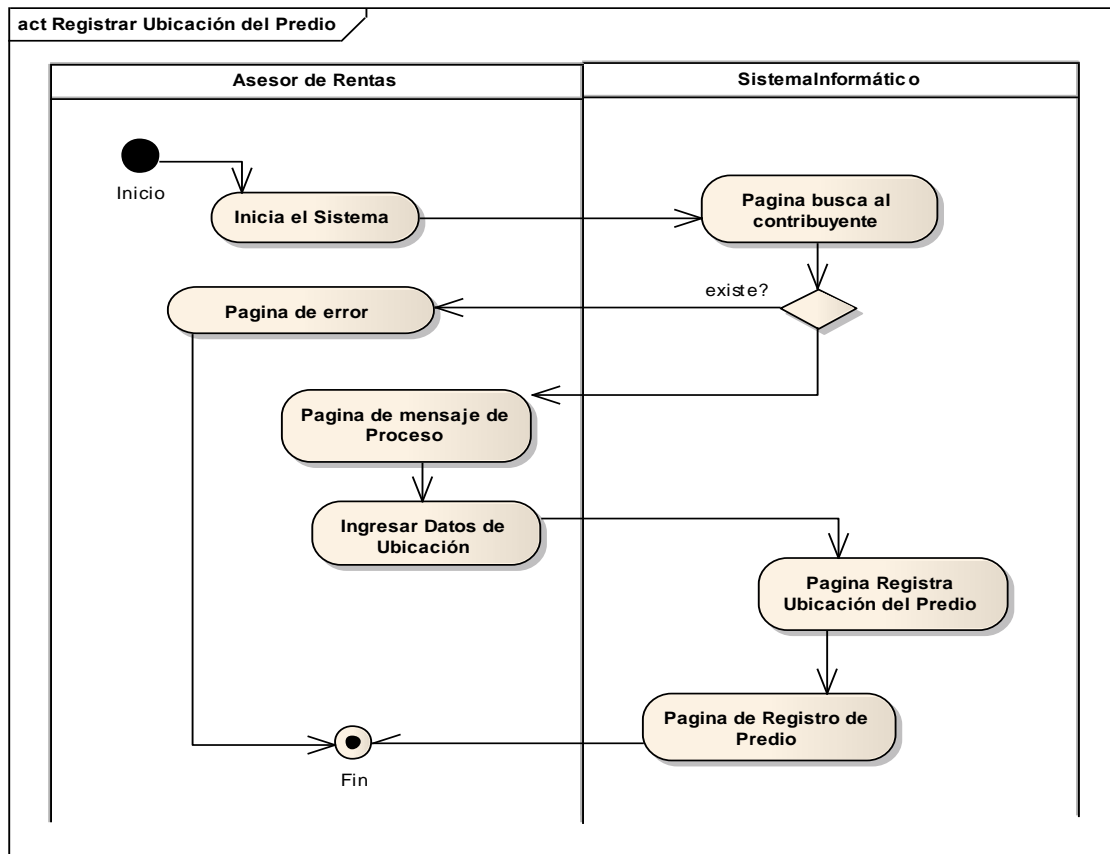 act Registrar Ubicación del Predio
Asesor de Rentas
SistemaInformático
Inicio
Inicia el Sistema
Pagina busca al
contribuyente
existe?
Pagina de error
Pagina de mensaje de
Proceso
Ingresar Datos de
Ubicación
Pagina Registra
Ubicación del Predio
Pagina de Registro de
Predio
Fin